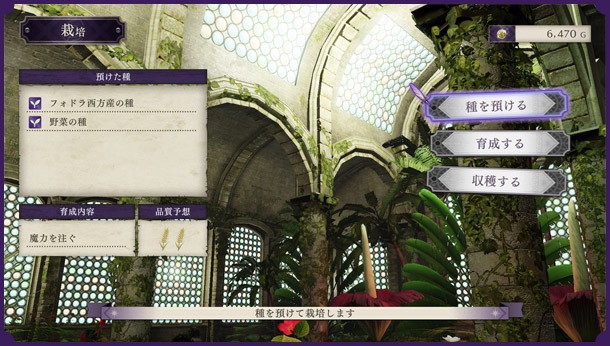 栽培
6,470 G
預けた種
フォドラ西方産の種
野菜の種
育成内容
品質予想
魔力を注ぐ
種を預ける
育成する
収穫する
種を預けて栽培します